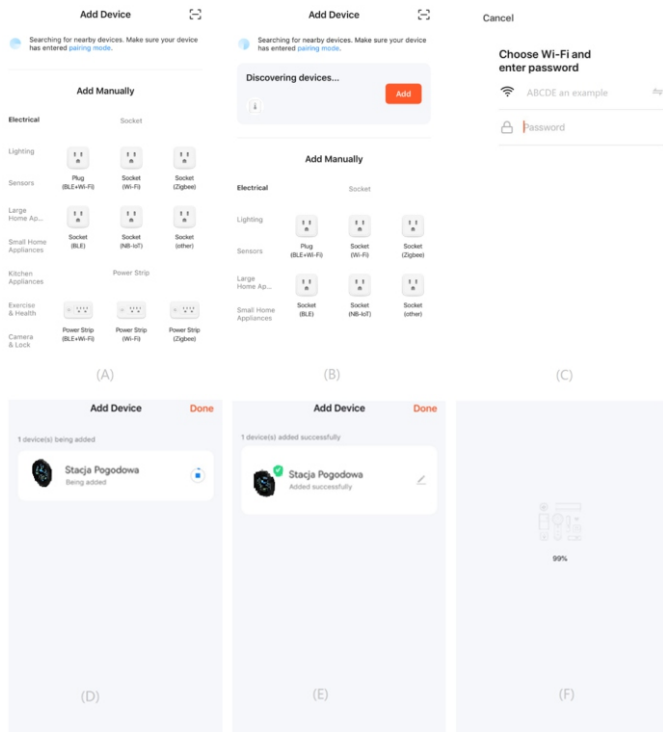 Add Device
Searching for nearby devices. Make sure your device
has entered pairing mode.
Add Manually
Electrical
Socket
Lighting
Sensors
Large
Home Ap...
Small Home
Appliances
Kitchen
Appliances
Exercise
& Health
Camera
& Lock
Plug
(BLE+Wi-Fi)
Socket
(Wi-Fi)
Socket
(Zigbee)
Socket
(BLE)
Socket
(NB-IoT)
Socket
(other)
Power Strip
Power Strip
(BLE+Wi-Fi)
Power Strip
(Wi-Fi)
Power Strip
(Zigbee)
(A)
Add Device
Searching for nearby devices. Make sure your device
has entered pairing mode.
Discovering devices...
Add
Add Manually
Electrical
Socket
Lighting
Sensors
Large
Home Ap...
Small Home
Appliances
Plug
(BLE+Wi-Fi)
Socket
(Wi-Fi)
Socket
(Zigbee)
Socket
(BLE)
Socket
(NB-IoT)
Socket
(other)
(B)
Cancel
Choose Wi-Fi and
enter password
ABCDE an example
Password
(C)
Add Device
Done
1 device(s) being added
Stacja Pogodowa
Being added
(D)
Add Device
Done
1 device(s) added successfully
Stacja Pogodowa
Added successfully
(E)
99%
(F)